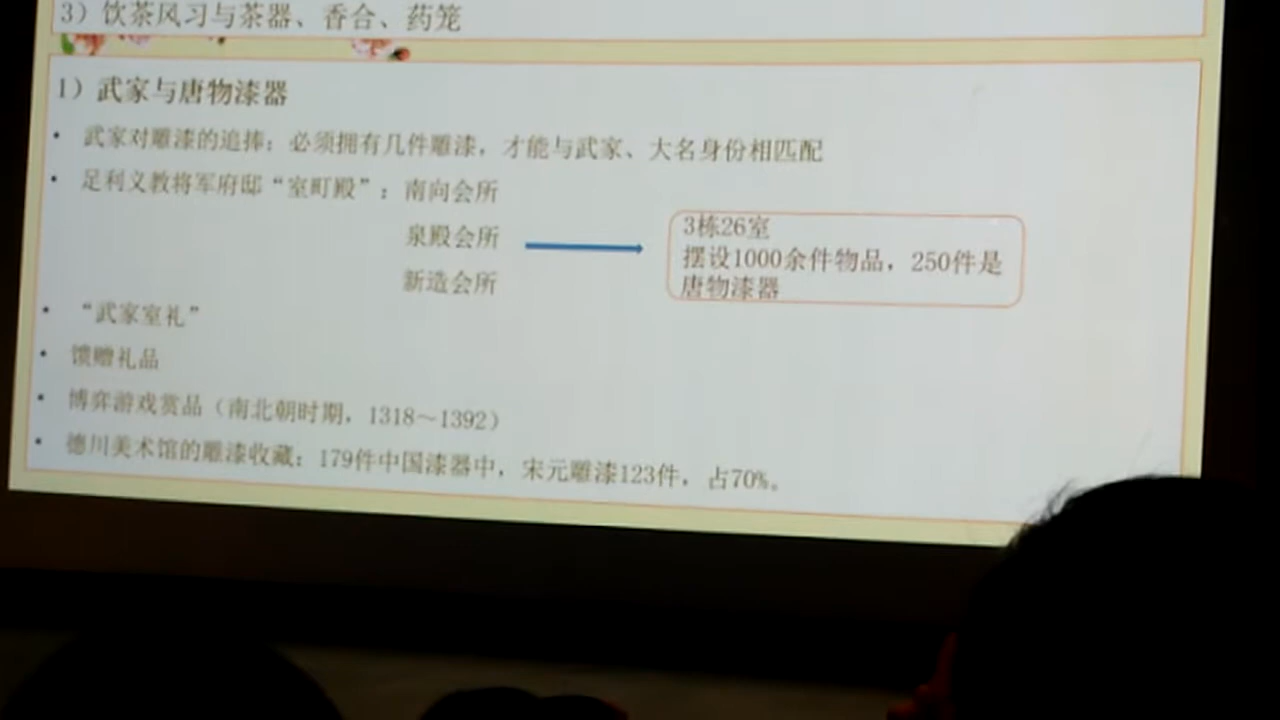 3）饮茶风习与茶器、香合、药笼
1）武家与唐物漆器
• 武家对雕漆的追捧：必须拥有几件雕漆，才能与武家、大名身份相匹配
• 足利义教将军府邸“室町殿”：南向会所
泉殿会所
新造会所
3栋26室
摆设1000余件物品，250件是
唐物漆器
• “武家室礼”
• 馈赠礼品
• 博弈游戏赏品（南北朝时期，1318～1392）
• 德川美术馆的雕漆收藏：179件中国漆器中，宋元雕漆123件，占70%。